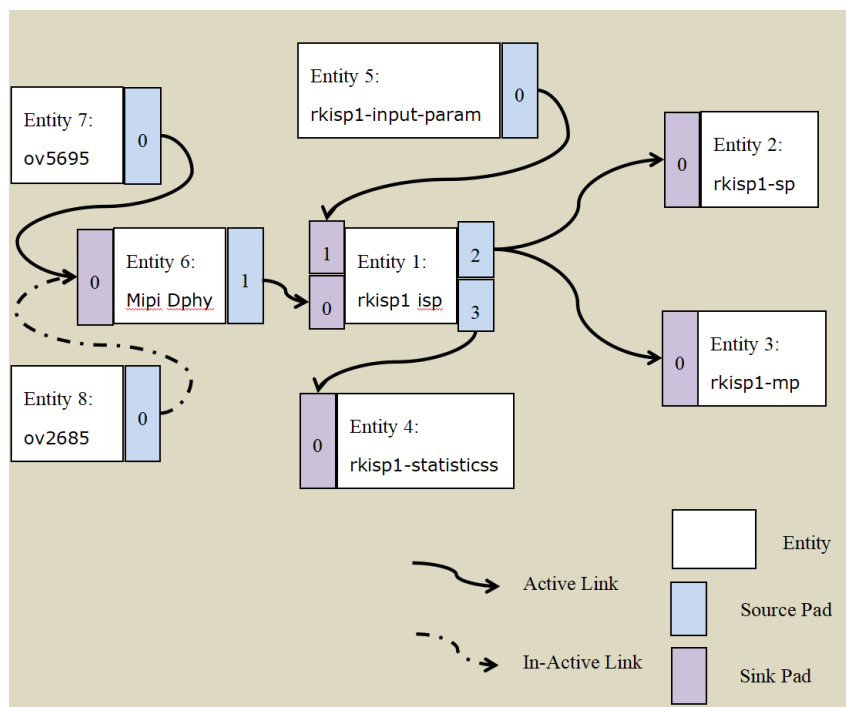 Entity 5:
rkisp1-input-param
0
Entity 7:
ov5695
0
0
Entity 2:
rkisp1-sp
0
Entity 6:
Mipi Dphy
1
1
0
Entity 1:
rkisp1 isp
2
3
0
Entity 3:
rkisp1-mp
Entity 8:
ov2685
0
0
Entity 4:
rkisp1-statisticss
Entity
Active Link
Source Pad
In-Active Link
Sink Pad